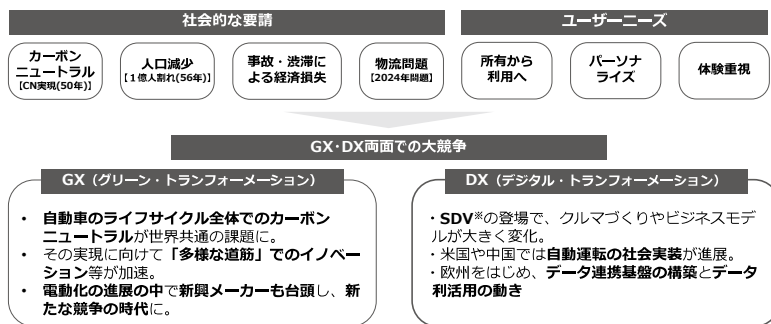 社会的な要請
ユーザーニーズ
カーボン
ニュートラル
【CN実現(50年)】
人口減少
【１億人割れ(56年)】
事故・渋滞に
よる経済損失
物流問題
【2024年問題】
所有から
利用へ
パーソナ
ライズ
体験重視
GX・DX両面での大競争
GX（グリーン・トランスフォーメーション）
• 自動車のライフサイクル全体でのカーボン
ニュートラルが世界共通の課題に。
• その実現に向けて「多様な道筋」でのイノベー
ション等が加速。
• 電動化の進展の中で新興メーカーも台頭し、新
たな競争の時代に。
DX（デジタル・トランスフォーメーション）
・SDV※の登場で、クルマづくりやビジネスモデ
ルが大きく変化。
・米国や中国では自動運転の社会実装が進展。
・欧州をはじめ、データ連携基盤の構築とデータ
利活用の動き